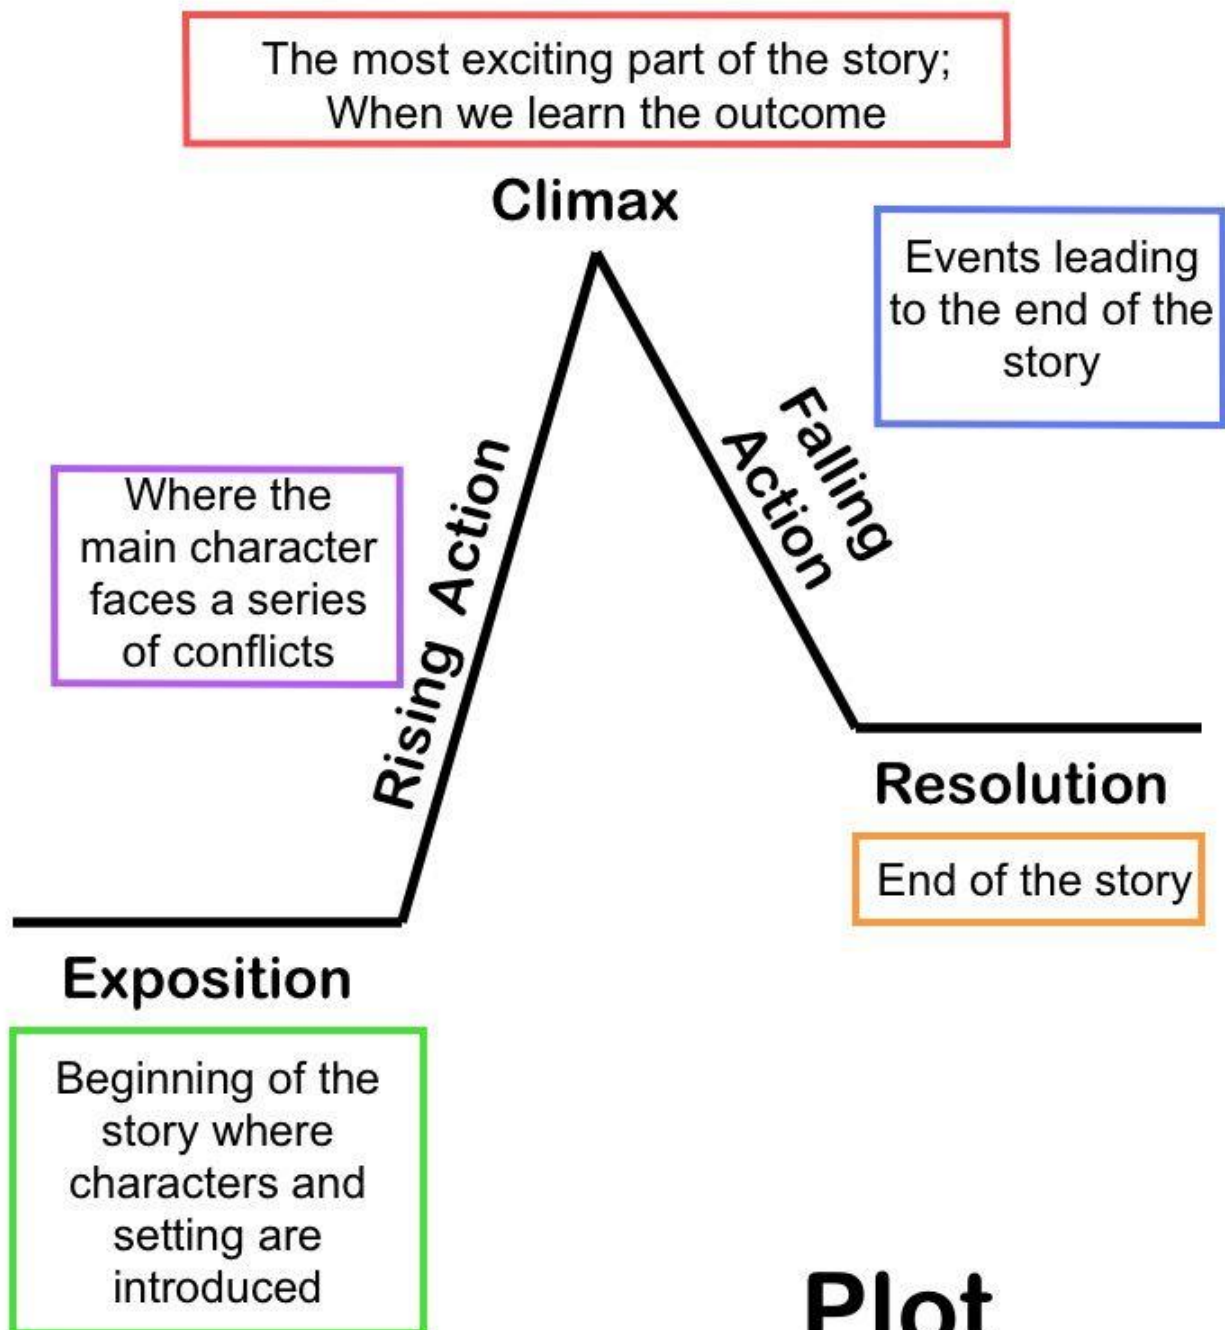 The most exciting part of the story;
When we learn the outcome
Climax
Events leading
to the end of the
story
Falling
Action
Where the
main character
faces a series
of conflicts
Rising Action
Resolution
End of the story
Exposition
Beginning of the
story where
characters and
setting are
introduced
Plot